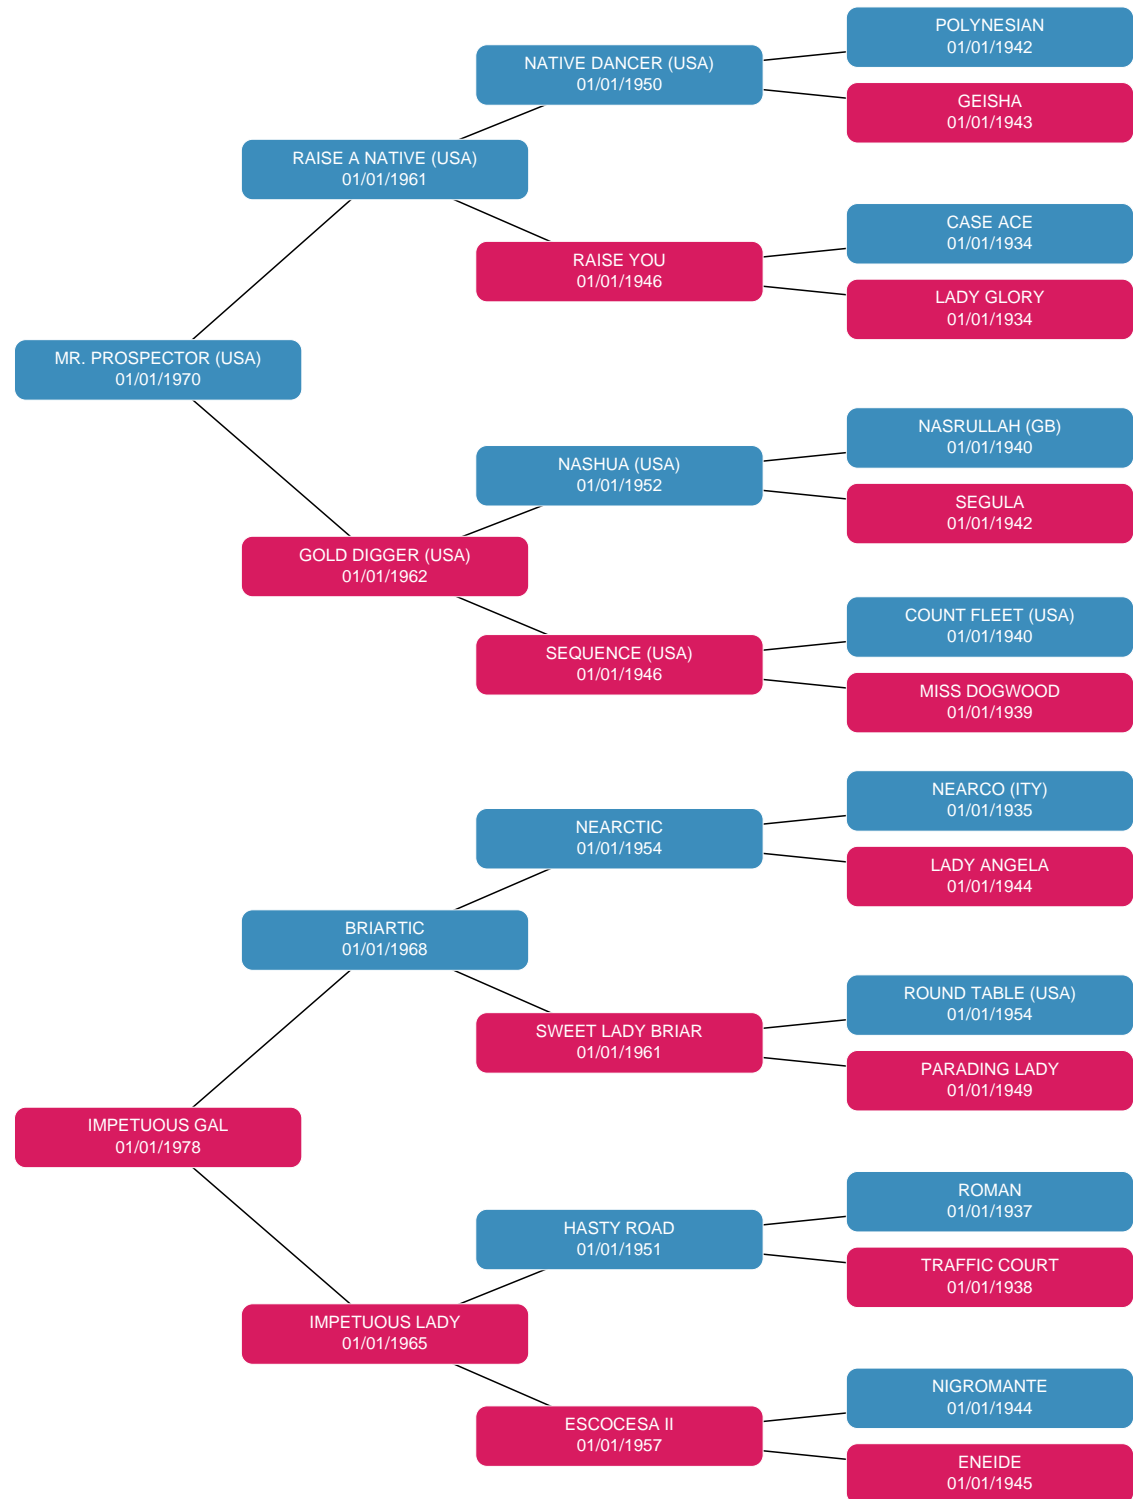 POLYNESIAN
01/01/1942
NATIVE DANCER (USA)
01/01/1950
GEISHA
01/01/1943
RAISE A NATIVE (USA)
01/01/1961
CASE ACE
01/01/1934
RAISE YOU
01/01/1946
LADY GLORY
01/01/1934
MR. PROSPECTOR (USA)
01/01/1970
NASRULLAH (GB)
01/01/1940
NASHUA (USA)
01/01/1952
SEGULA
01/01/1942
GOLD DIGGER (USA)
01/01/1962
COUNT FLEET (USA)
01/01/1940
SEQUENCE (USA)
01/01/1946
MISS DOGWOOD
01/01/1939
NEARCO (ITY)
01/01/1935
NEARCTIC
01/01/1954
LADY ANGELA
01/01/1944
BRIARTIC
01/01/1968
ROUND TABLE (USA)
01/01/1954
SWEET LADY BRIAR
01/01/1961
PARADING LADY
01/01/1949
IMPETUOUS GAL
01/01/1978
ROMAN
01/01/1937
HASTY ROAD
01/01/1951
TRAFFIC COURT
01/01/1938
IMPETUOUS LADY
01/01/1965
NIGROMANTE
01/01/1944
ESCOCESA II
01/01/1957
ENEIDE
01/01/1945